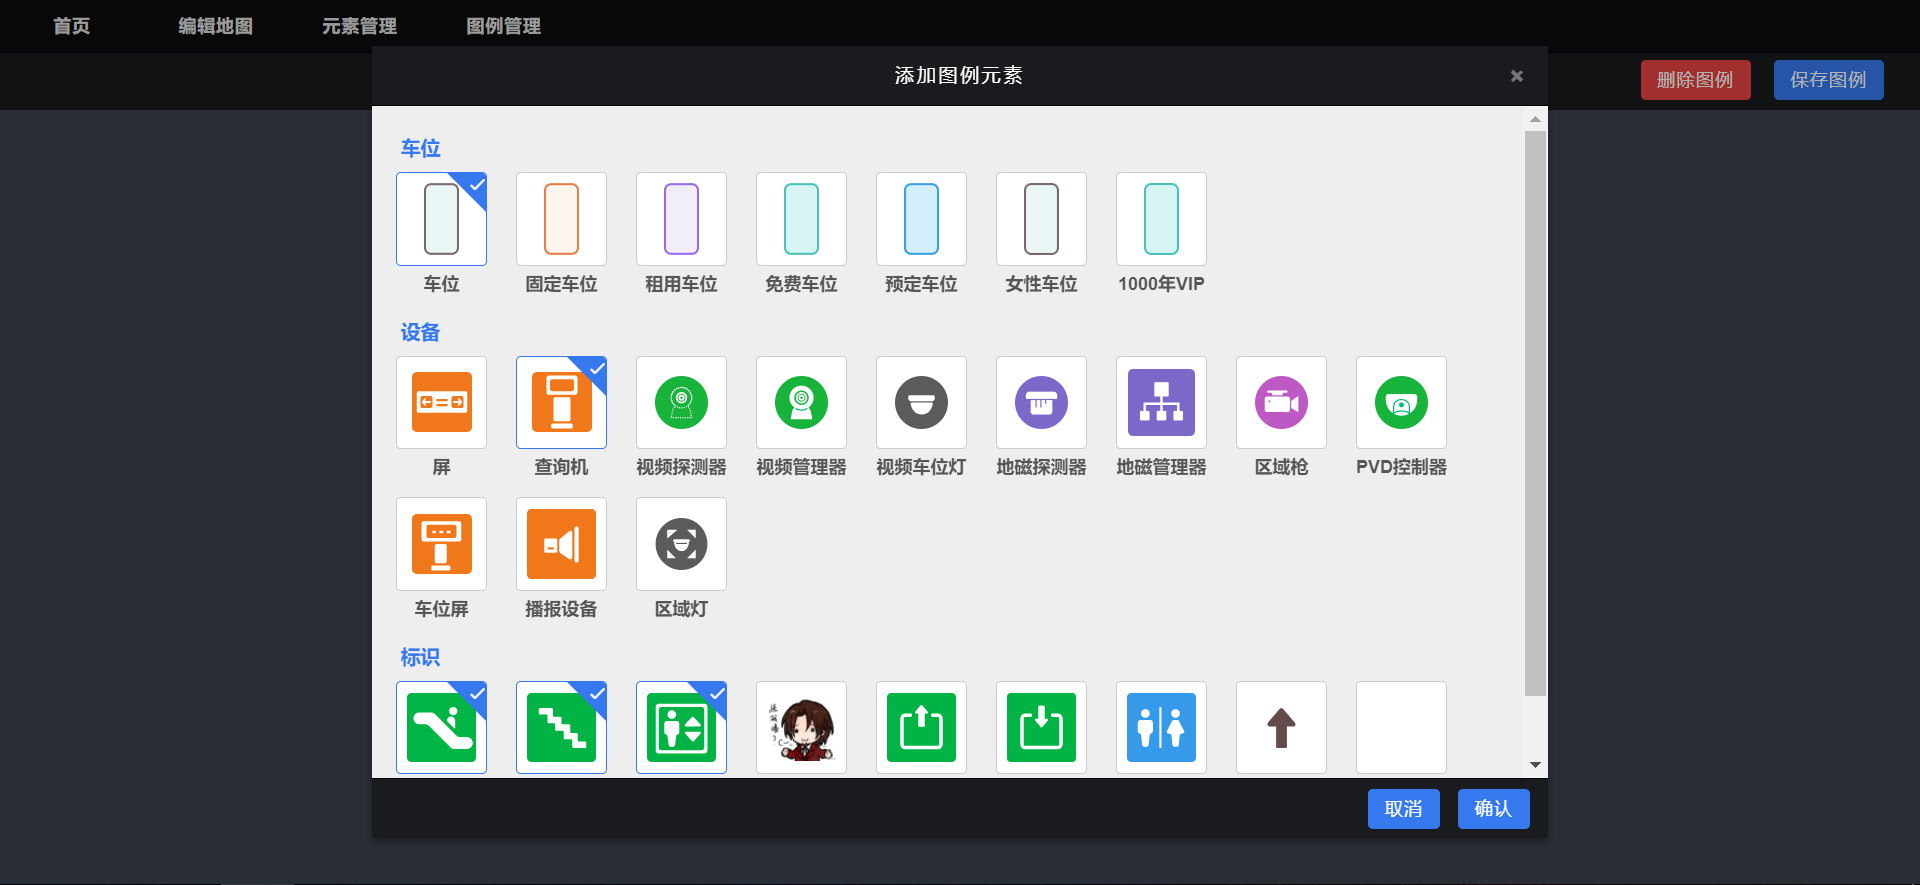 首页 编辑地图 元素管理 图例管理
添加图例元素
删除图例 保存图例
车位
车位 固定车位 租用车位 免费车位 预定车位 女性车位 1000年VIP
设备
屏 查询机 视频探测器 视频管理器 视频车位灯 地磁探测器 地磁管理器 区域枪 PVD控制器
车位屏 播报设备 区域灯
标识
取消 确认